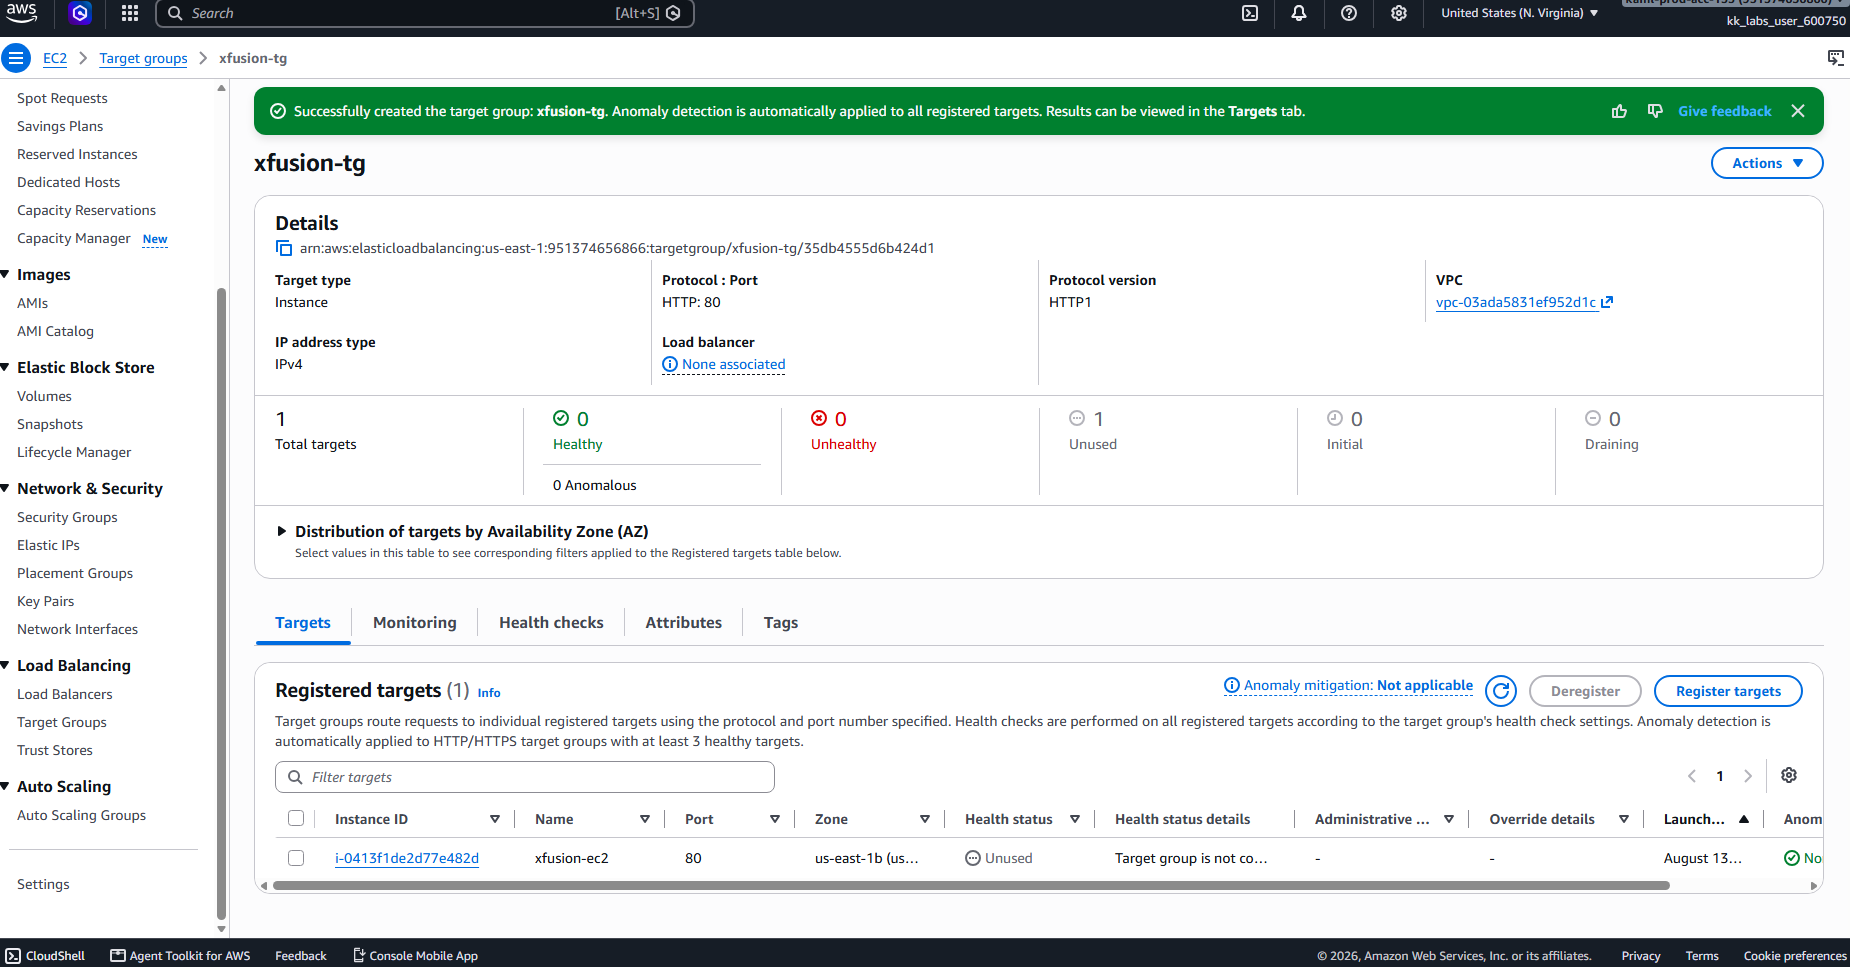 aws
Search
[Alt+S]
United States (N. Virginia)
kk_labs_user_600750
EC2
Target groups
xfusion-tg
Spot Requests
Savings Plans
Reserved Instances
Dedicated Hosts
Capacity Reservations
Capacity Manager New
Images
AMIs
AMI Catalog
Elastic Block Store
Volumes
Snapshots
Lifecycle Manager
Network & Security
Security Groups
Elastic IPs
Placement Groups
Key Pairs
Network Interfaces
Load Balancing
Load Balancers
Target Groups
Trust Stores
Auto Scaling
Auto Scaling Groups
Settings
Successfully created the target group: xfusion-tg. Anomaly detection is automatically applied to all registered targets. Results can be viewed in the Targets tab.
Give feedback
xfusion-tg
Actions
Details
arn:aws:elasticloadbalancing:us-east-1:951374656866:targetgroup/xfusion-tg/35db4555d6b424d1
Target type
Instance
Protocol : Port
HTTP: 80
Protocol version
HTTP1
VPC
vpc-03ada5831ef952d1c
IP address type
IPv4
Load balancer
None associated
1
Total targets
0
Healthy
0 Anomalous
0
Unhealthy
1
Unused
0
Initial
0
Draining
Distribution of targets by Availability Zone (AZ)
Select values in this table to see corresponding filters applied to the Registered targets table below.
Targets
Monitoring
Health checks
Attributes
Tags
Registered targets (1) Info
Anomaly mitigation: Not applicable
Deregister
Register targets
Target groups route requests to individual registered targets using the protocol and port number specified. Health checks are performed on all registered targets according to the target group's health check settings. Anomaly detection is
automatically applied to HTTP/HTTPS target groups with at least 3 healthy targets.
Filter targets
1
Instance ID Name Port Zone Health status Health status details Administrative ... Override details Launch... Anom
i-0413f1de2d77e482d xfusion-ec2 80 us-east-1b (us... Unused Target group is not co... - - August 13... No
CloudShell
Agent Toolkit for AWS
Feedback
Console Mobile App
© 2026, Amazon Web Services, Inc. or its affiliates.
Privacy
Terms
Cookie preferences